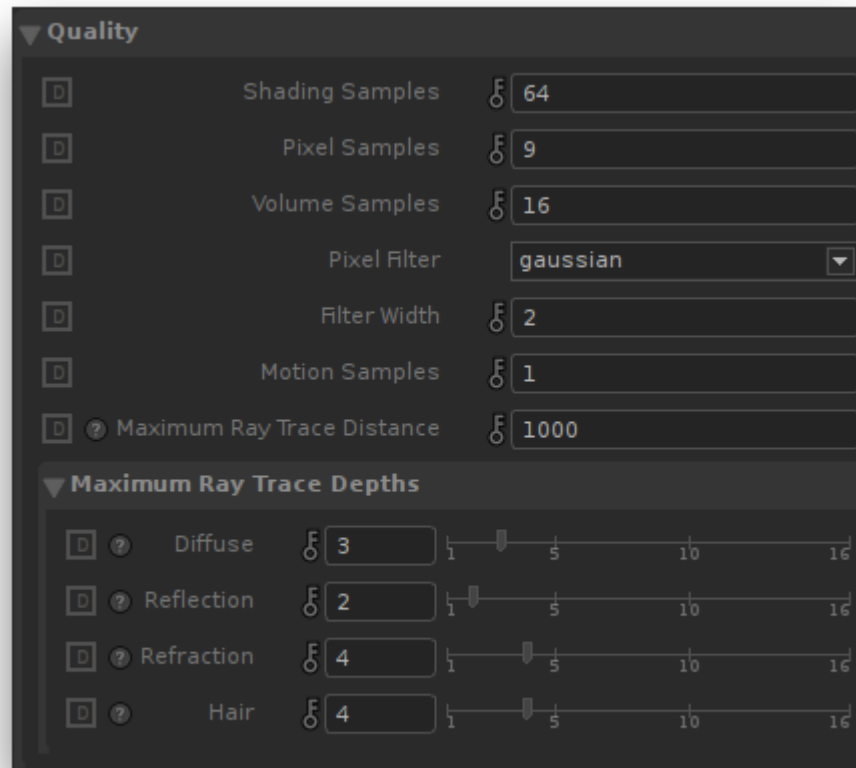 Quality
D Shading Samples 64
D Pixel Samples 9
D Volume Samples 16
D Pixel Filter gaussian
D Filter Width 2
D Motion Samples 1
D ? Maximum Ray Trace Distance 1000
Maximum Ray Trace Depths
D ? Diffuse 3 1 5 10 16
D ? Reflection 2 1 5 10 16
D ? Refraction 4 1 5 10 16
D ? Hair 4 1 5 10 16